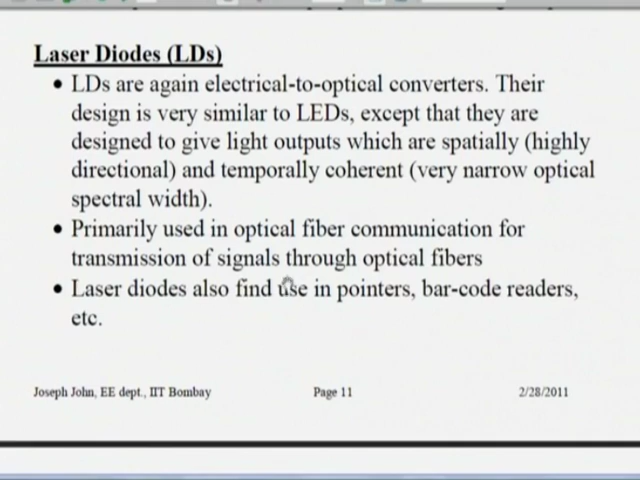 Laser Diodes (LDs)
• LDs are again electrical-to-optical converters. Their
design is very similar to LEDs, except that they are
designed to give light outputs which are spatially (highly
directional) and temporally coherent (very narrow optical
spectral width).
• Primarily used in optical fiber communication for
transmission of signals through optical fibers
• Laser diodes also find use in pointers, bar-code readers,
etc.
Joseph John, EE dept., IIT Bombay Page 11 2/28/2011